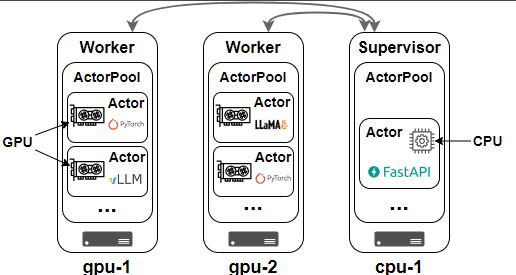 Worker
ActorPool
Actor
PyTorch
Actor
vLLM
...
gpu-1
GPU
Worker
ActorPool
Actor
LLaMA
Actor
PyTorch
...
gpu-2
Supervisor
ActorPool
Actor
FastAPI
...
cpu-1
CPU